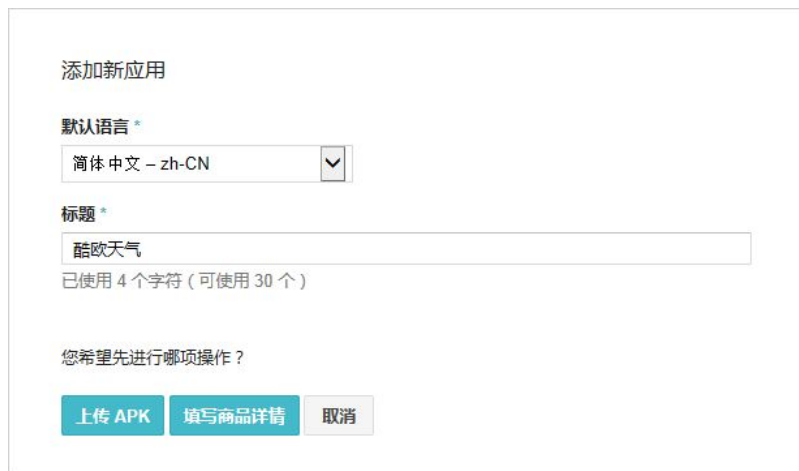 添加新应用
默认语言 *
简体中文 – zh-CN
标题 *
酷欧天气
已使用 4 个字符（可使用 30 个）
您希望先进行哪项操作？
上传 APK 填写商品详情 取消